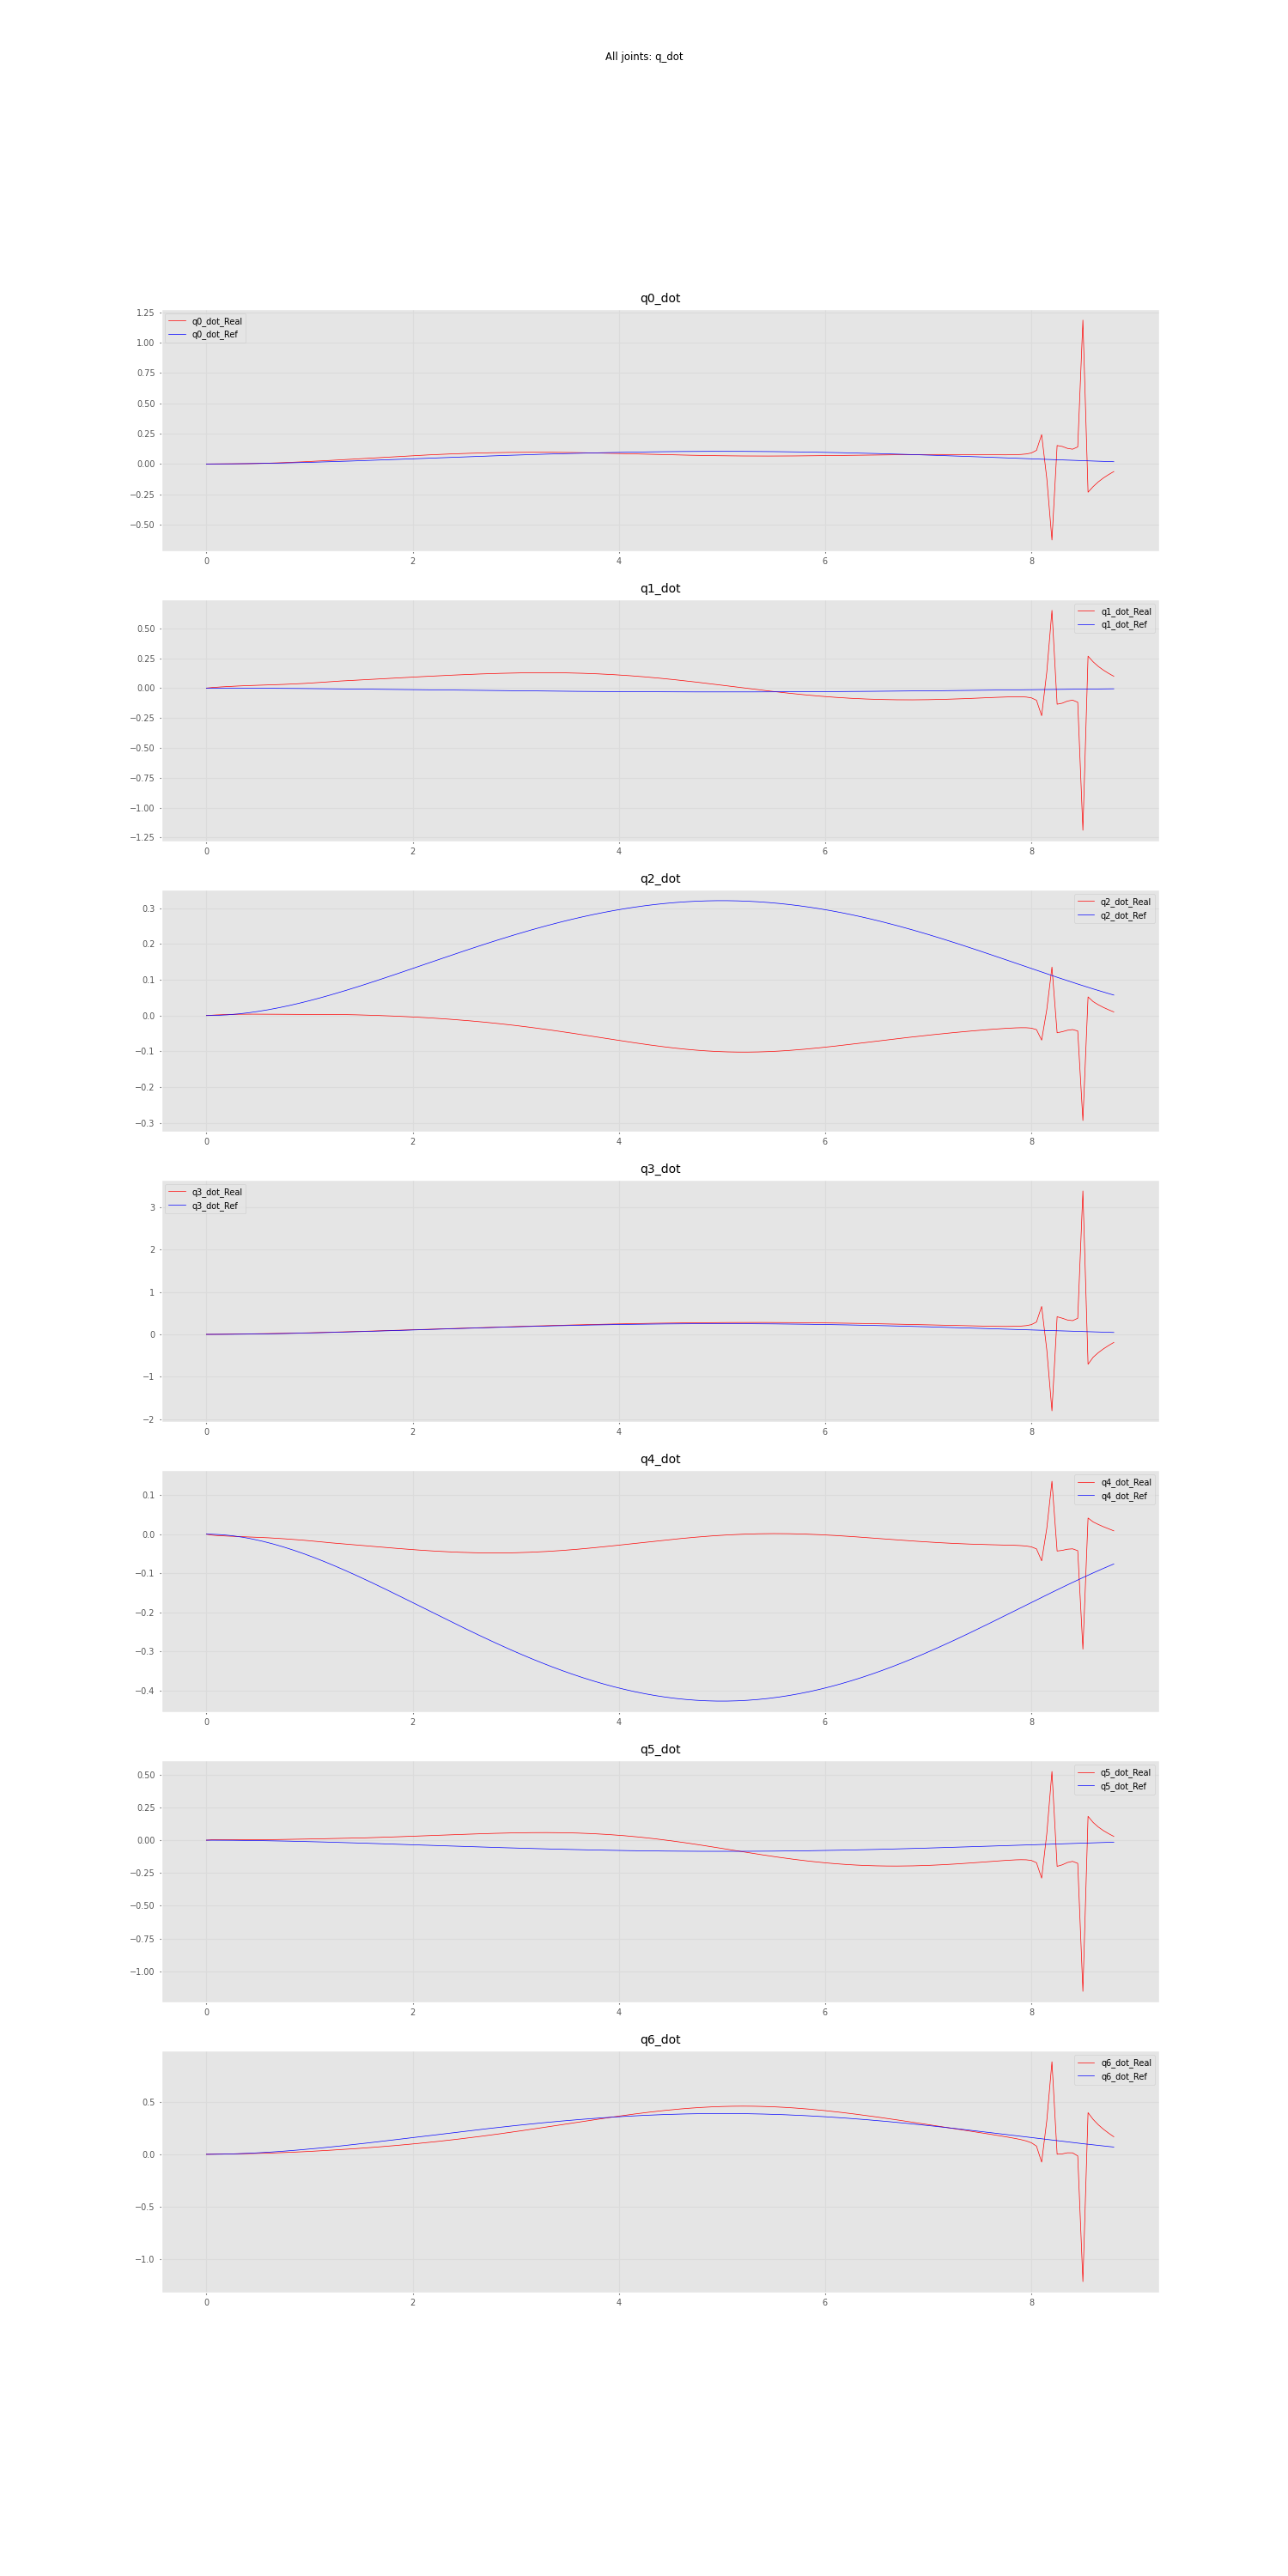 All joints: q_dot
q0_dot
q0_dot_Real
q0_dot_Ref
1.25
1.00
0.75
0.50
0.25
0.00
−0.25
−0.50
0 2 4 6 8
q1_dot
q1_dot_Real
q1_dot_Ref
0.50
0.25
0.00
−0.25
−0.50
−0.75
−1.00
−1.25
0 2 4 6 8
q2_dot
q2_dot_Real
q2_dot_Ref
0.3
0.2
0.1
0.0
−0.1
−0.2
−0.3
0 2 4 6 8
q3_dot
q3_dot_Real
q3_dot_Ref
3
2
1
0
−1
−2
0 2 4 6 8
q4_dot
q4_dot_Real
q4_dot_Ref
0.1
0.0
−0.1
−0.2
−0.3
−0.4
0 2 4 6 8
q5_dot
q5_dot_Real
q5_dot_Ref
0.50
0.25
0.00
−0.25
−0.50
−0.75
−1.00
0 2 4 6 8
q6_dot
q6_dot_Real
q6_dot_Ref
0.5
0.0
−0.5
−1.0
0 2 4 6 8